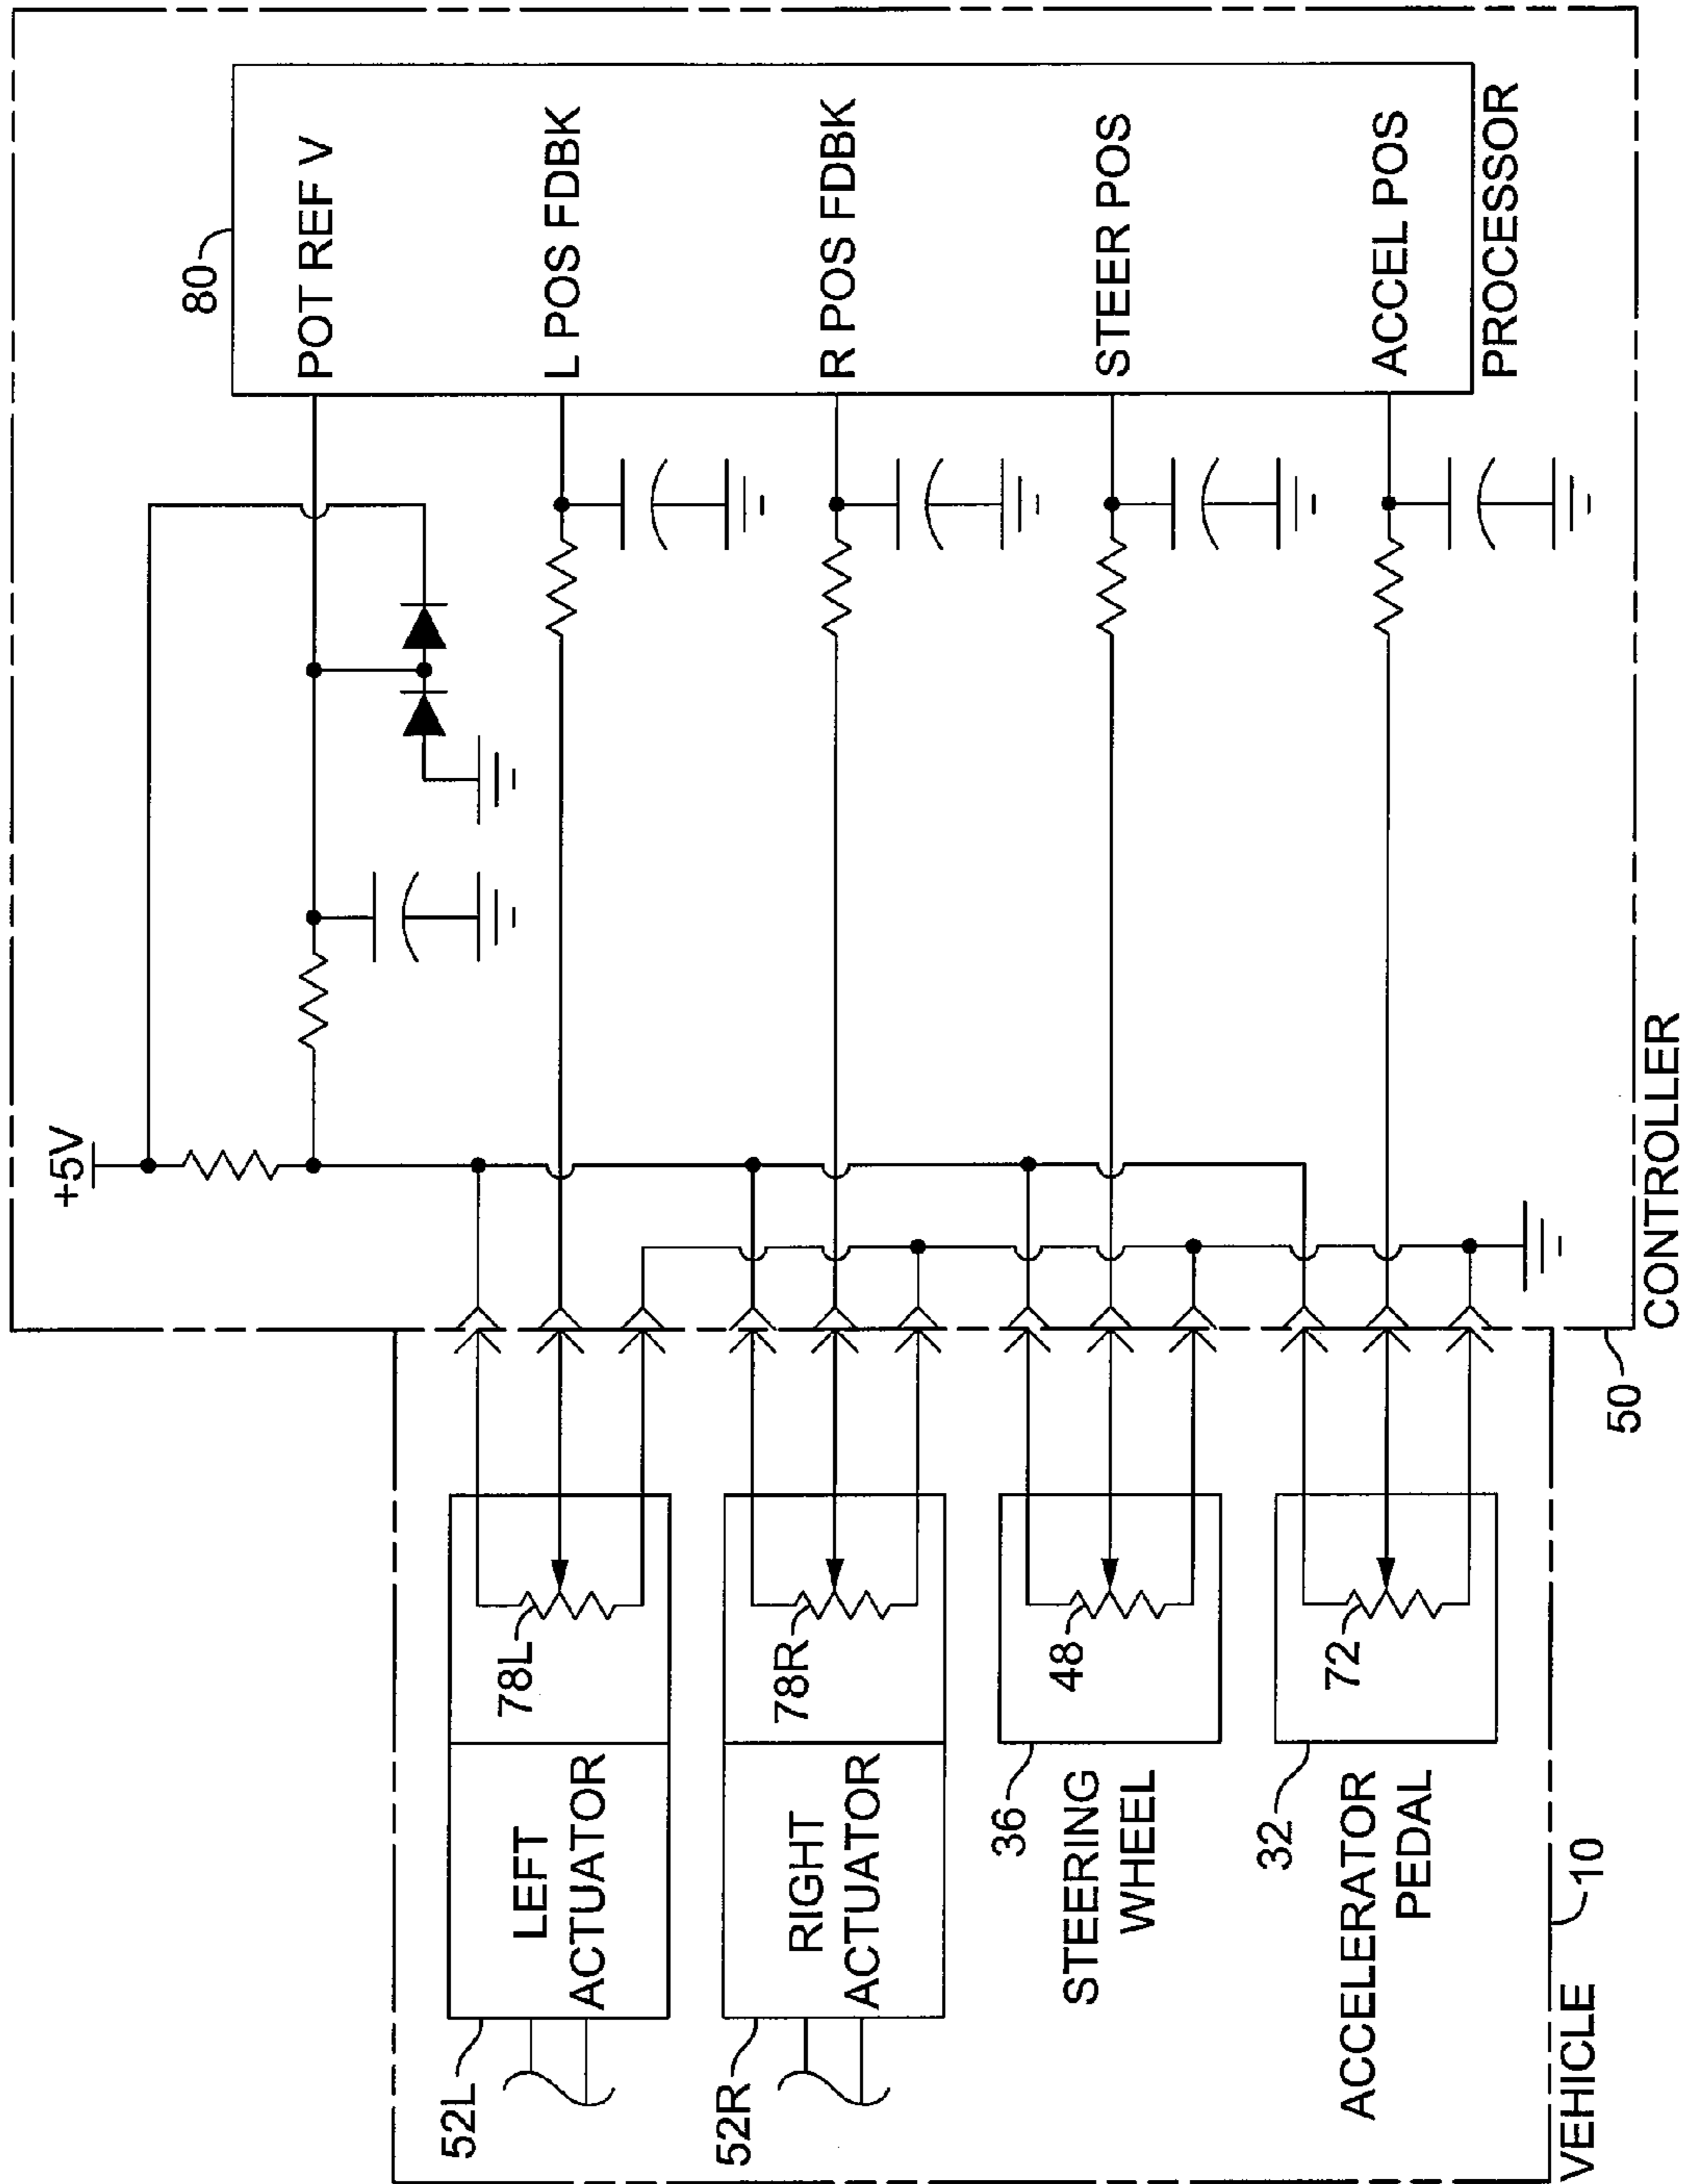 80
POT REF V
L POS FDBK
R POS FDBK
STEER POS
ACCEL POS
PROCESSOR
+5V
CONTROLLER
50
78L
LEFT
ACTUATOR
52L
78R
RIGHT
ACTUATOR
52R
48
36
STEERING
WHEEL
72
32
ACCELERATOR
PEDAL
10
VEHICLE